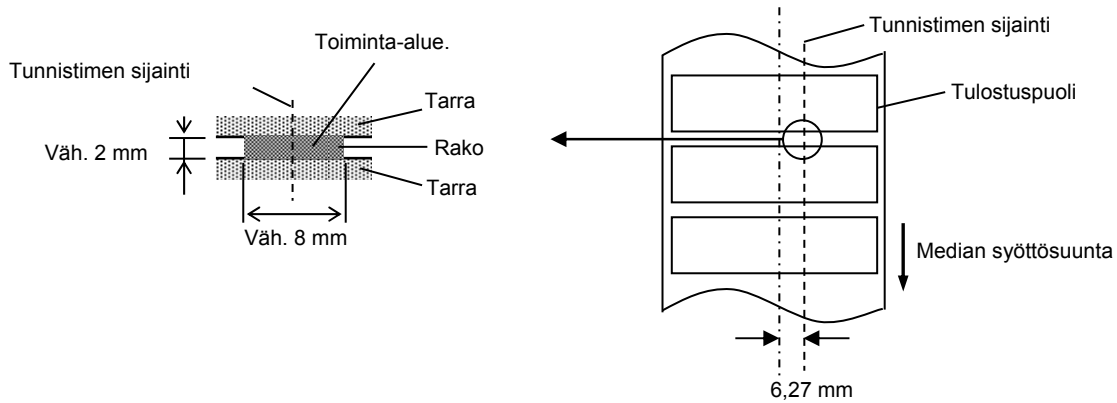 Toiminta-alue.
Tunnistimen sijainti
Tarra
Väh. 2 mm
Rako
Tarra
Väh. 8 mm
Tunnistimen sijainti
Tulostuspuoli
Median syöttösuunta
6,27 mm